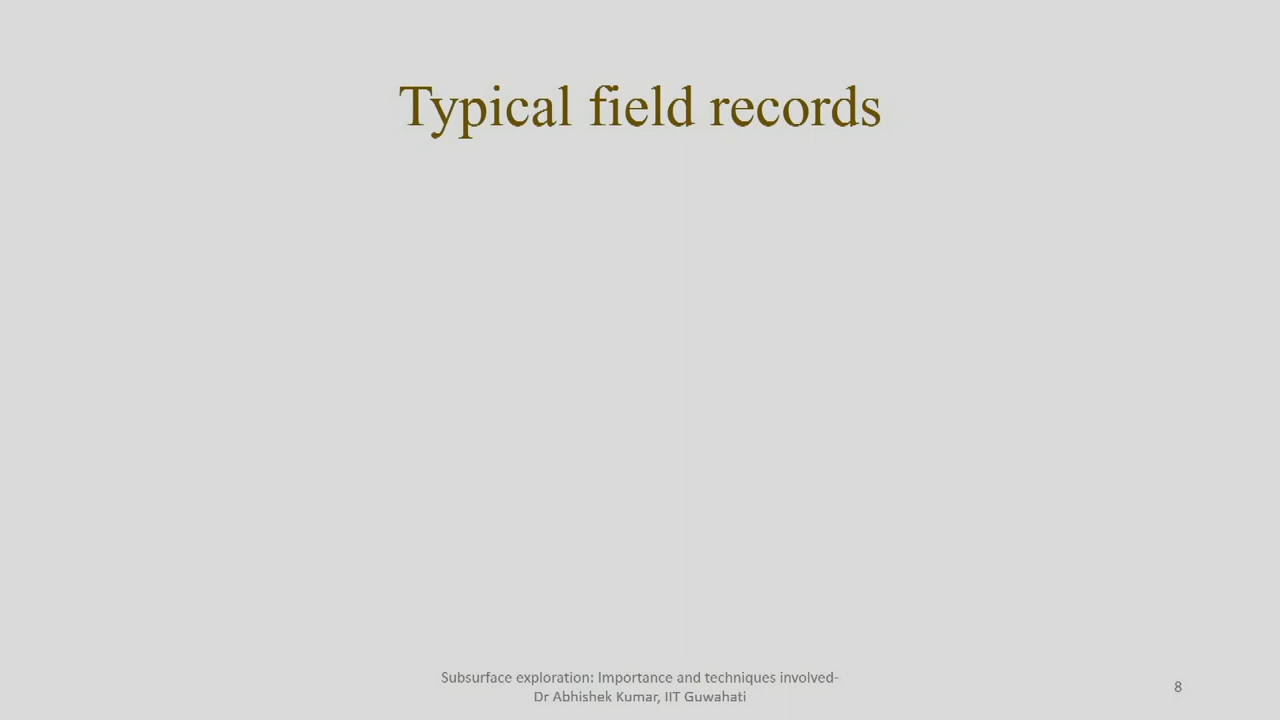 Typical field records
Subsurface exploration: Importance and techniques involved-
Dr Abhishek Kumar, IIT Guwahati
8